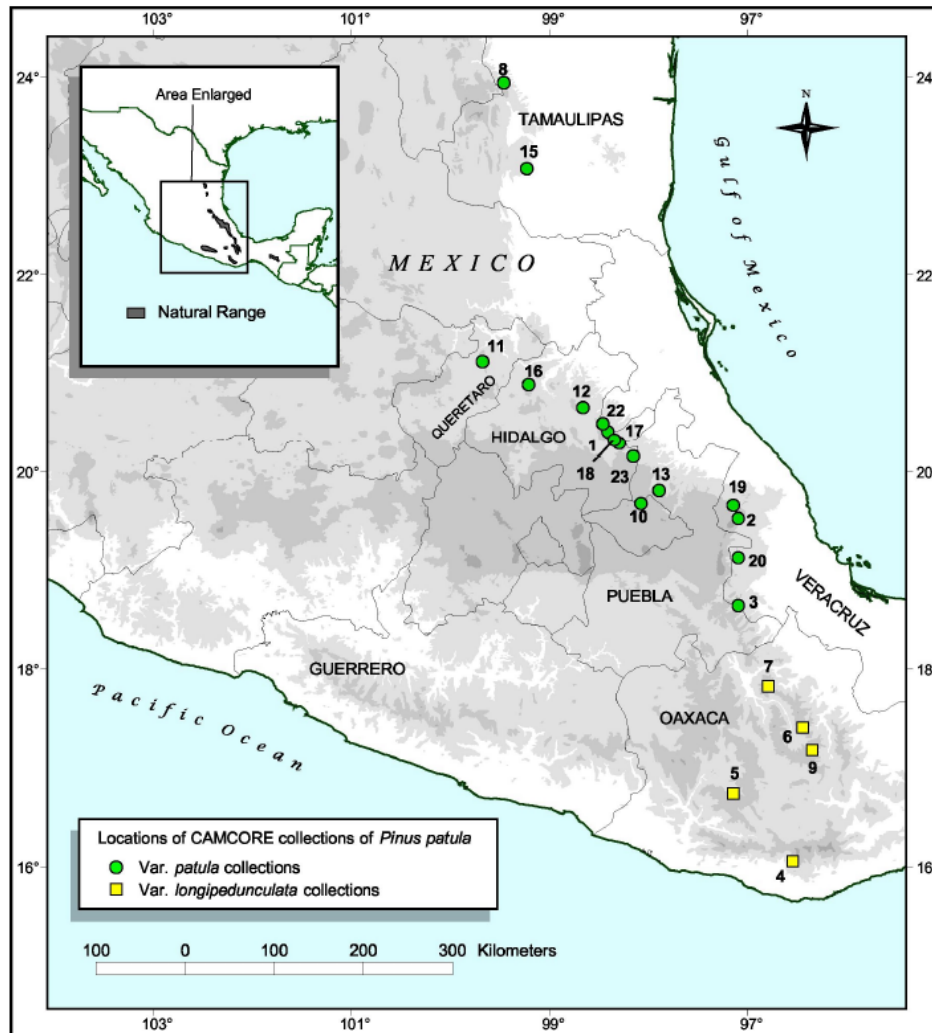 103°
101°
99°
97°
24°
24°
Area Enlarged
Natural Range
8
TAMAULIPAS
N
15
Gulf of Mexico
MEXICO
22°
22°
11
16
QUERETARO
12
22
HIDALGO
1
17
18
23
13
20°
20°
10
19
2
20
PUEBLA
3
VERACRUZ
18°
18°
GUERRERO
7
OAXACA
6
9
5
Pacific Ocean
4
16°
16°
Locations of CAMCORE collections of Pinus patula
Var. patula collections
Var. longipedunculata collections
100 0 100 200 300 Kilometers
103°
101°
99°
97°